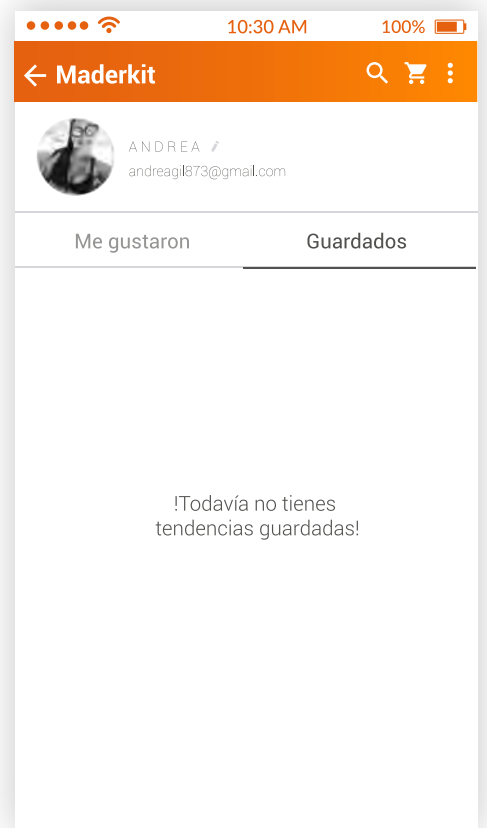 10:30 AM 100%
Maderkit
ANDREA
andreagil873@gmail.com
Me gustaron Guardados
!Todavía no tienes
tendencias guardadas!